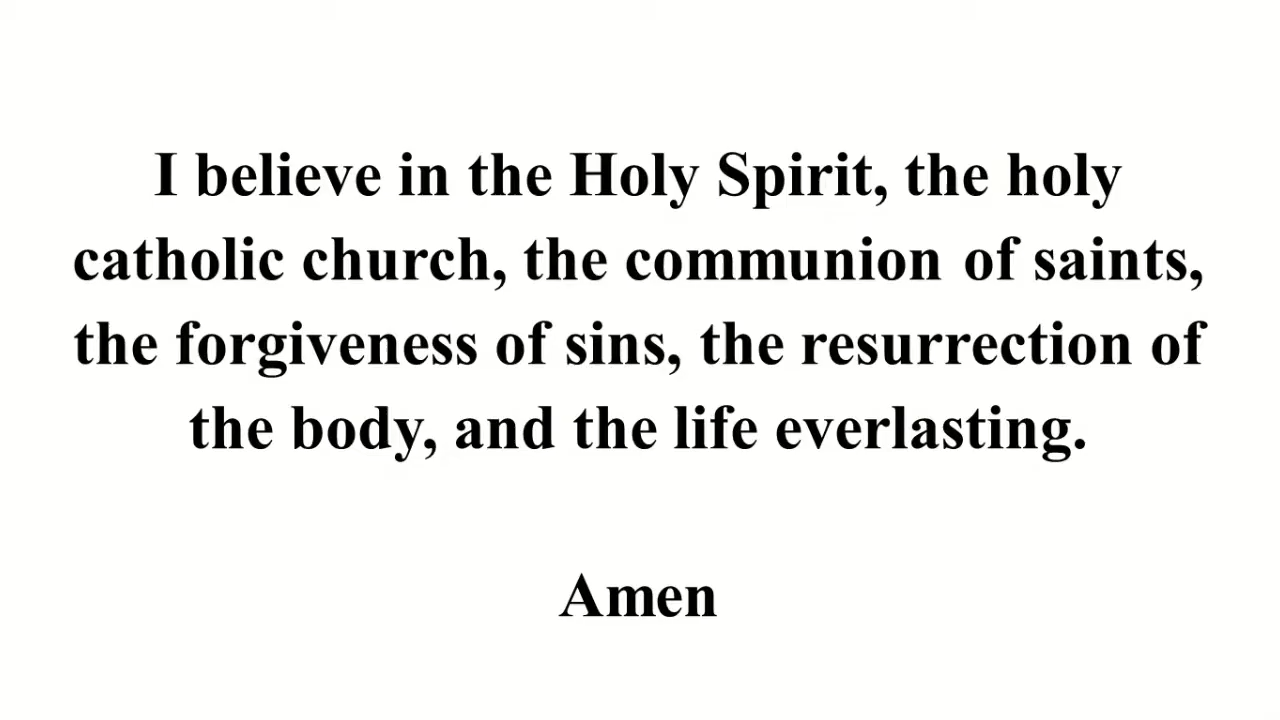 I believe in the Holy Spirit, the holy
catholic church, the communion of saints,
the forgiveness of sins, the resurrection of
the body, and the life everlasting.
Amen